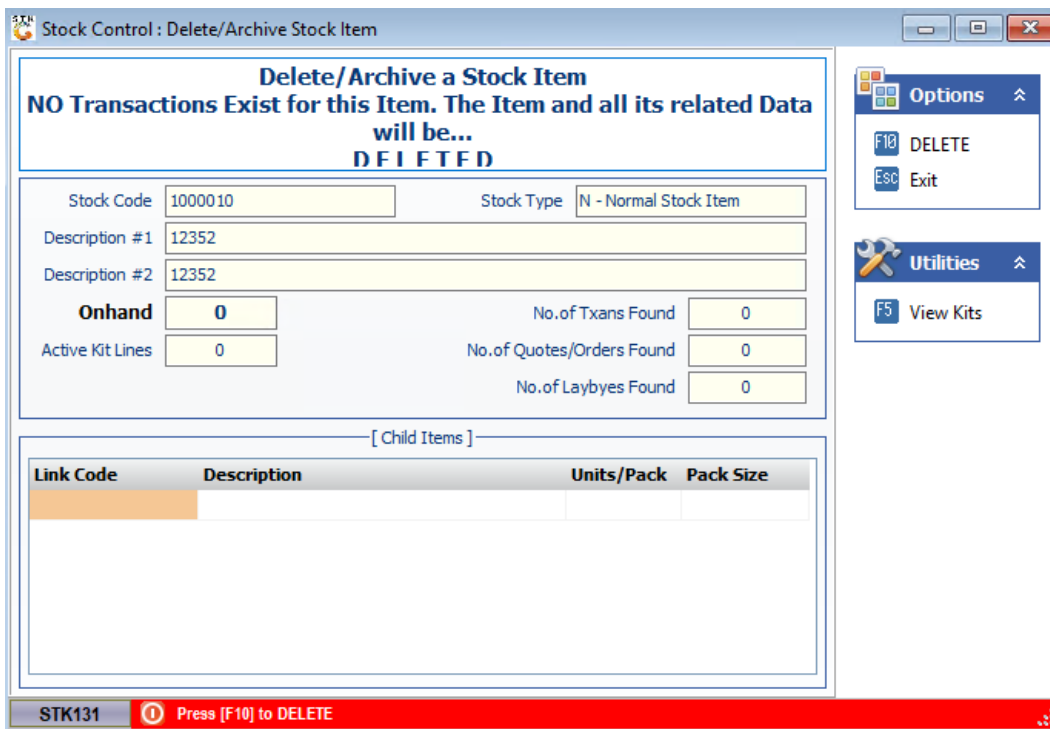 Stock Control : Delete/Archive Stock Item
Delete/Archive a Stock Item
NO Transactions Exist for this Item. The Item and all its related Data
will be...
D E L E T E D
Stock Code 1000010 Stock Type N - Normal Stock Item
Description #1 12352
Description #2 12352
Onhand 0 No.of Txans Found 0
Active Kit Lines 0 No.of Quotes/Orders Found 0
No.of Laybyes Found 0
[ Child Items ]
Link Code Description Units/Pack Pack Size
Options
F10 DELETE
Esc Exit
Utilities
F5 View Kits
STK131 Press [F10] to DELETE